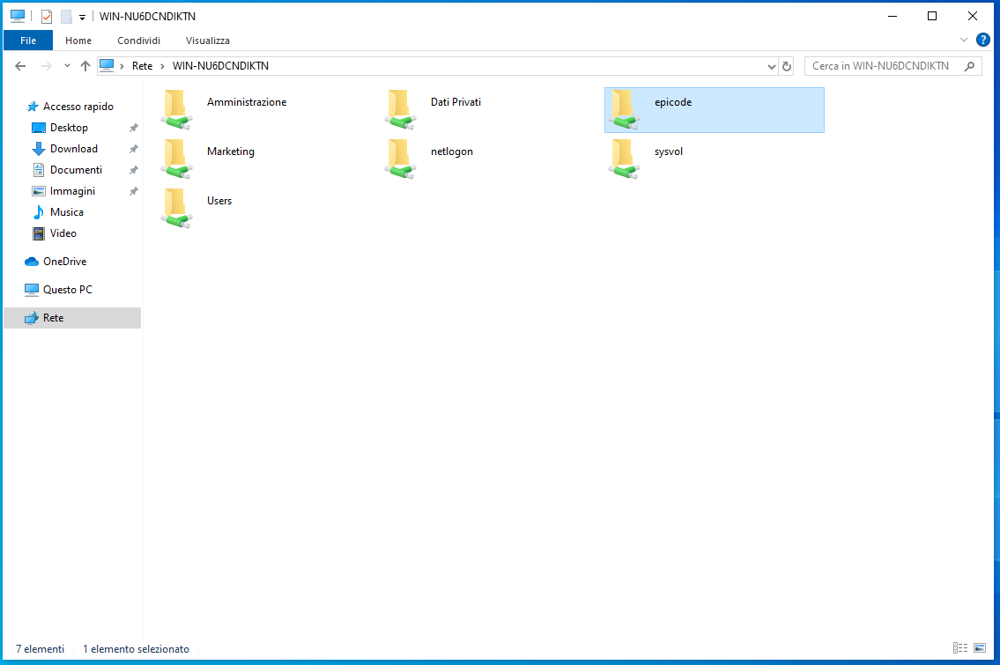 WIN-NU6DCNDIKTN
File Home Condividi Visualizza
?
Rete WIN-NU6DCNDIKTN
Cerca in WIN-NU6DCNDIKTN
Accesso rapido
Desktop
Download
Documenti
Immagini
Musica
Video
OneDrive
Questo PC
Rete
Amministrazione Dati Privati epicode
Marketing netlogon sysvol
Users
7 elementi 1 elemento selezionato